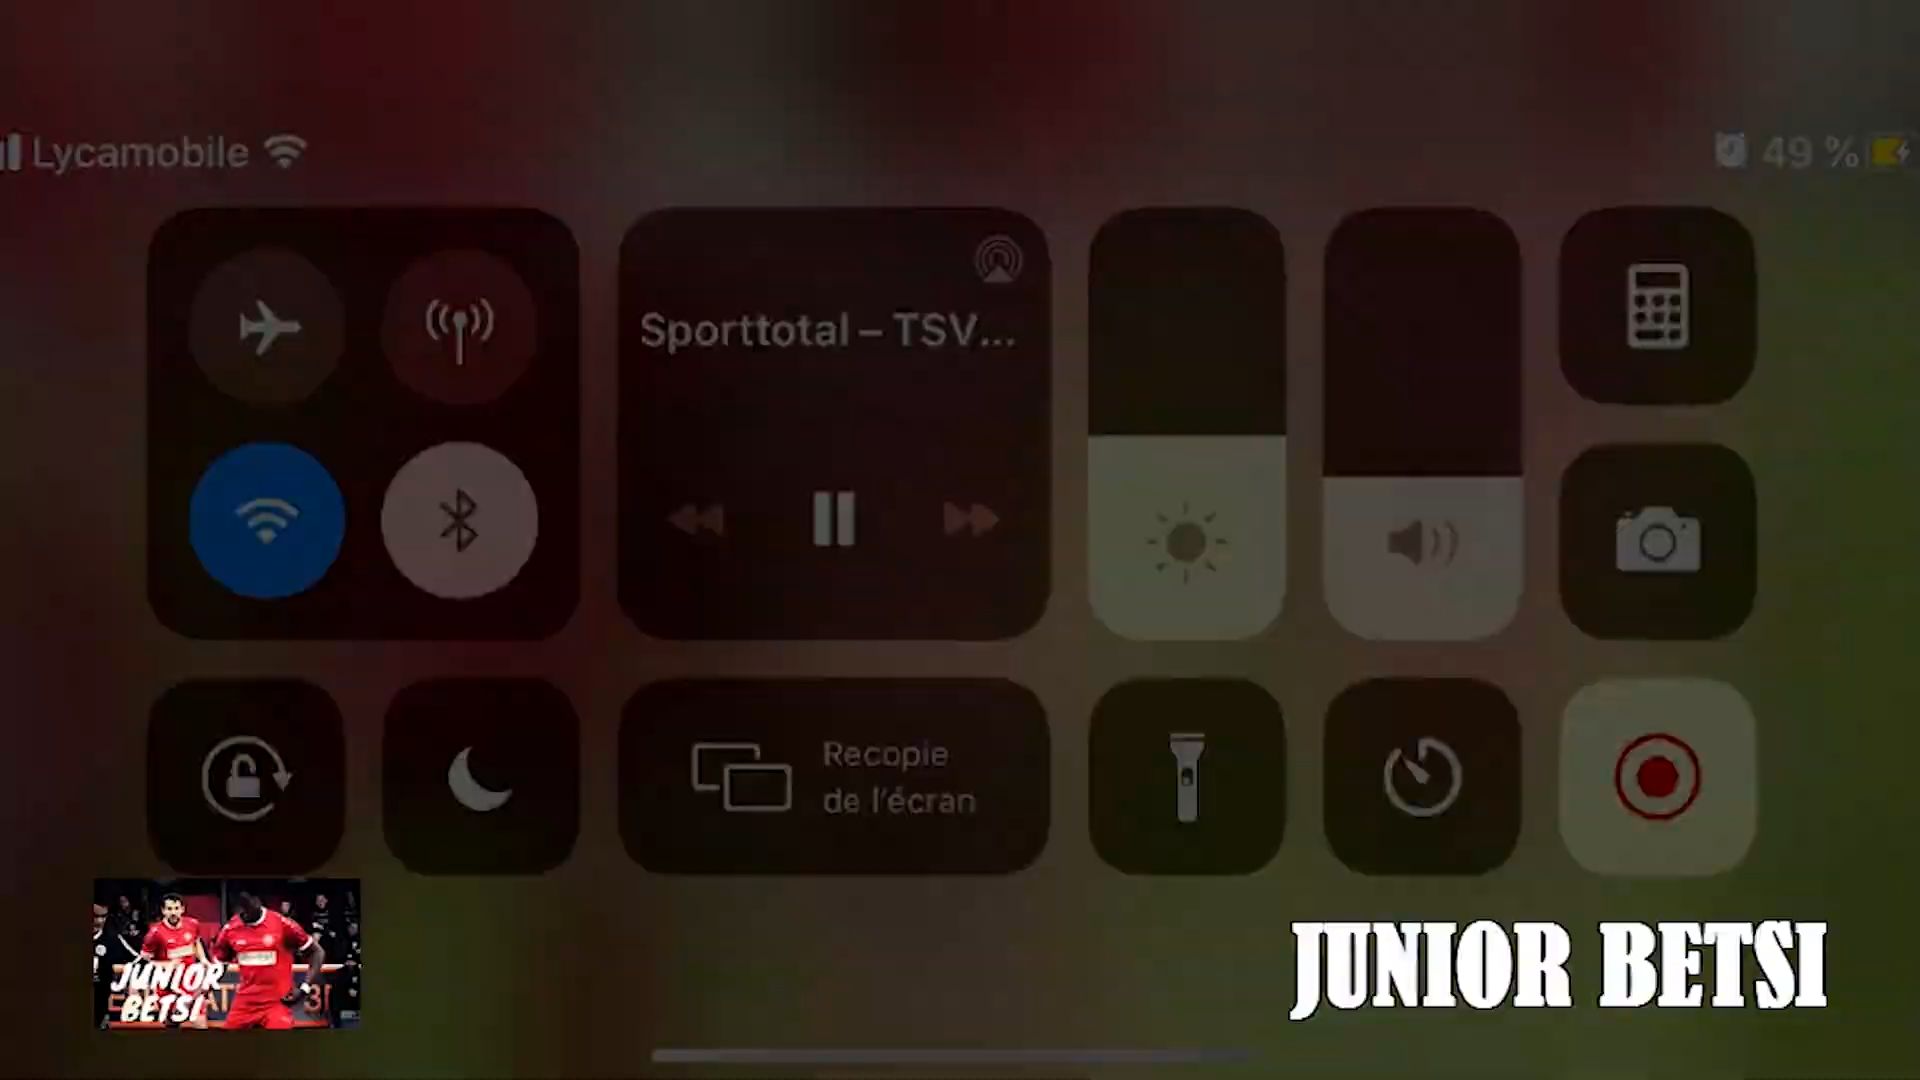 Lycamobile
49 %
Sporttotal – TSV...
Recopie
de l'écran
JUNIOR
BETSI
JUNIOR BETSI